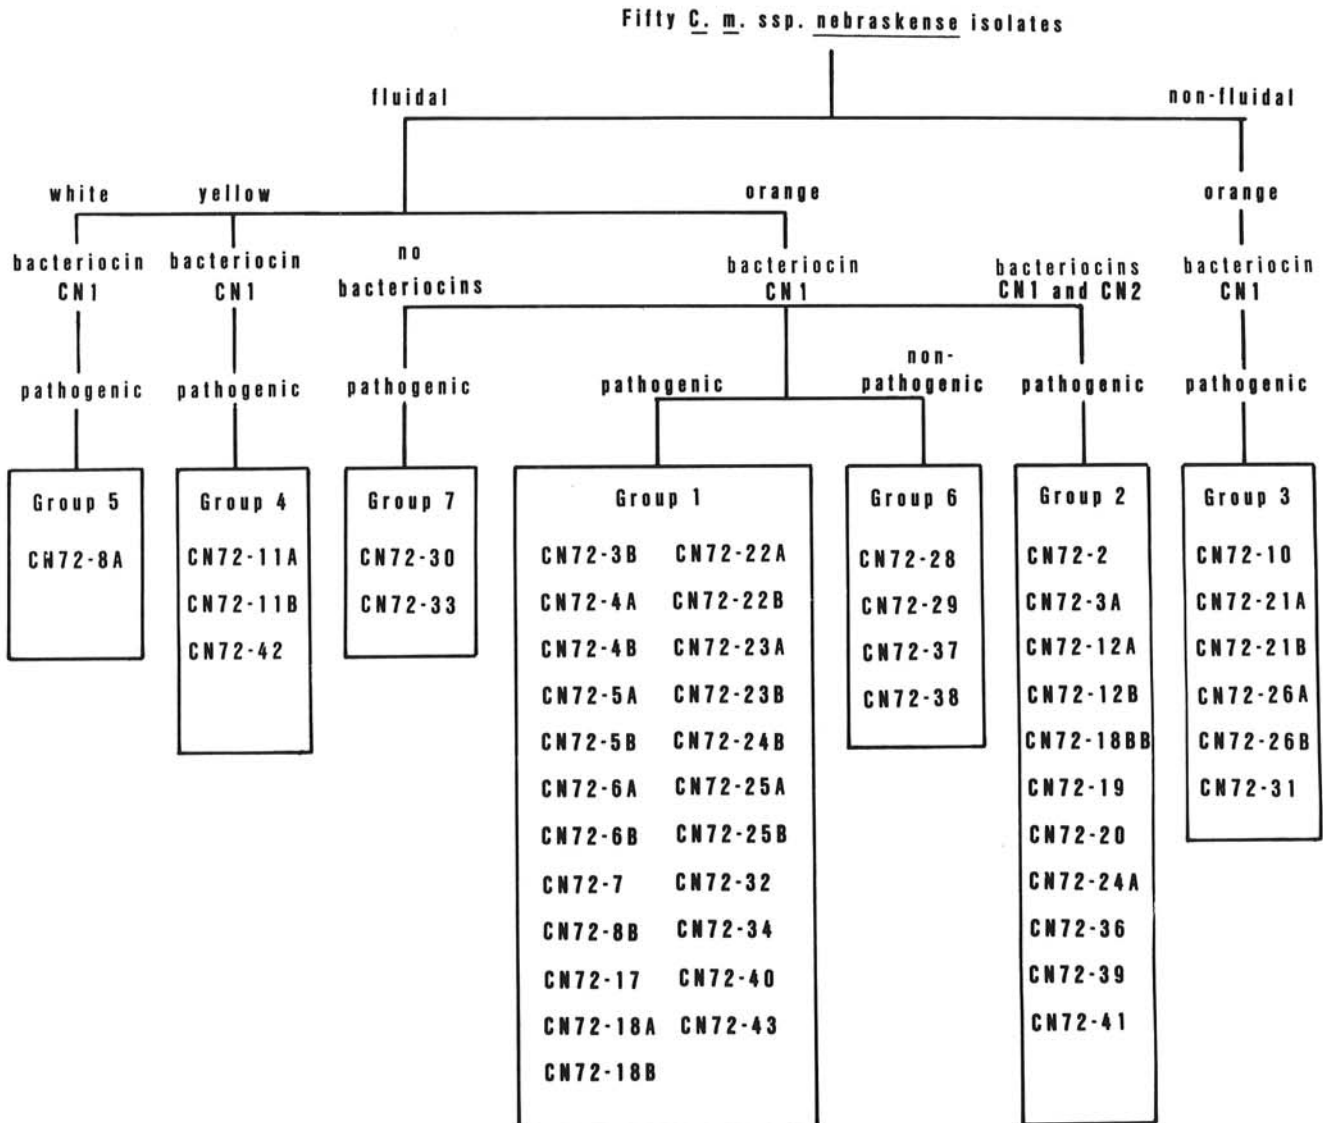 Fifty C. m. ssp. nebraskense isolates
fluidal
non-fluidal
white
yellow
orange
orange
bacteriocin
CN1
bacteriocin
CN1
no
bacteriocins
bacteriocin
CN1
bacteriocins
CN1 and CN2
bacteriocin
CN1
pathogenic
pathogenic
pathogenic
pathogenic
non-
pathogenic
pathogenic
pathogenic
Group 5
CN72-8A
Group 4
CN72-11A
CN72-11B
CN72-42
Group 7
CN72-30
CN72-33
Group 1
CN72-3B CN72-22A
CN72-4A CN72-22B
CN72-4B CN72-23A
CN72-5A CN72-23B
CN72-5B CN72-24B
CN72-6A CN72-25A
CN72-6B CN72-25B
CN72-7 CN72-32
CN72-8B CN72-34
CN72-17 CN72-40
CN72-18A CN72-43
CN72-18B
Group 6
CN72-28
CN72-29
CN72-37
CN72-38
Group 2
CN72-2
CN72-3A
CN72-12A
CN72-12B
CN72-18BB
CN72-19
CN72-20
CN72-24A
CN72-36
CN72-39
CN72-41
Group 3
CN72-10
CN72-21A
CN72-21B
CN72-26A
CN72-26B
CN72-31